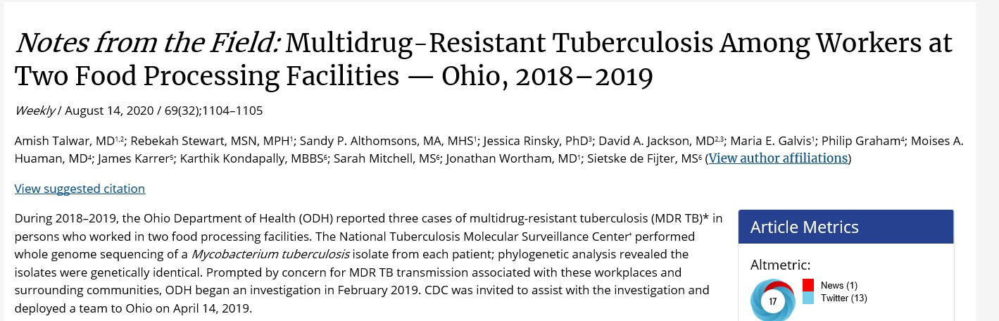 Notes from the Field: Multidrug-Resistant Tuberculosis Among Workers at
Two Food Processing Facilities — Ohio, 2018–2019
Weekly / August 14, 2020 / 69(32);1104–1105
Amish Talwar, MD1,2; Rebekah Stewart, MSN, MPH1; Sandy P. Althomsons, MA, MHS1; Jessica Rinsky, PhD3; David A. Jackson, MD2,3; Maria E. Galvis1; Philip Graham4; Moises A.
Huaman, MD4; James Karrer5; Karthik Kondapally, MBBS6; Sarah Mitchell, MS6; Jonathan Wortham, MD1; Sietske de Fijter, MS6 (View author affiliations)
View suggested citation
During 2018–2019, the Ohio Department of Health (ODH) reported three cases of multidrug-resistant tuberculosis (MDR TB)* in
persons who worked in two food processing facilities. The National Tuberculosis Molecular Surveillance Center† performed
whole genome sequencing of a Mycobacterium tuberculosis isolate from each patient; phylogenetic analysis revealed the
isolates were genetically identical. Prompted by concern for MDR TB transmission associated with these workplaces and
surrounding communities, ODH began an investigation in February 2019. CDC was invited to assist with the investigation and
deployed a team to Ohio on April 14, 2019.
Article Metrics
Altmetric:
17
News (1)
Twitter (13)